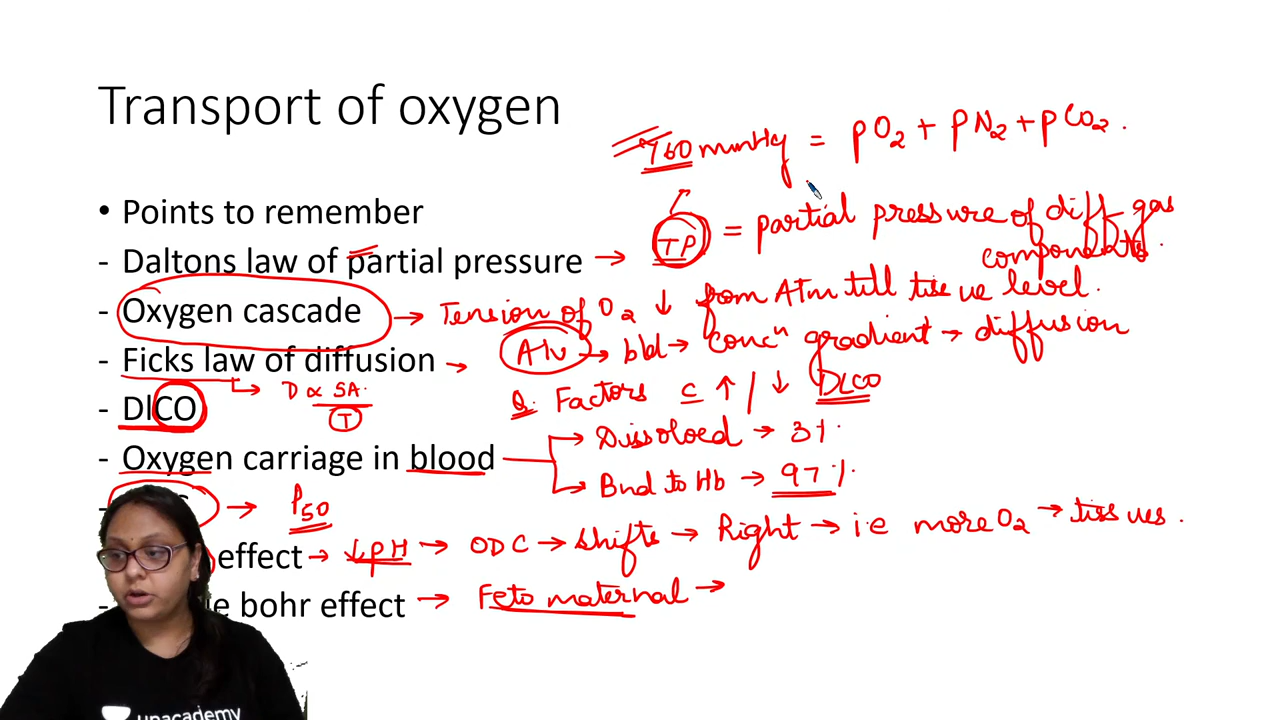 Transport of oxygen
760 mmHg = pO2 + pN2 + pCO2.
• Points to remember
TP = partial pressure of diff gas components.
- Daltons law of partial pressure →
- Oxygen cascade → Tension of O2 ↓ from Atm till tissue level.
- Ficks law of diffusion → Alv → bld → concn gradient → diffusion
↳ D ∝ SA. / T
- DlCO
Q. Factors c ↑ / ↓ DLCO
- Oxygen carriage in blood
Dissolved → 3%.
Bnd to Hb → 97%.
→ P50
effect → ↓pH → ODC → shifts → Right → i.e more O2 → tissues.
bohr effect → Feto maternal →
unacademy